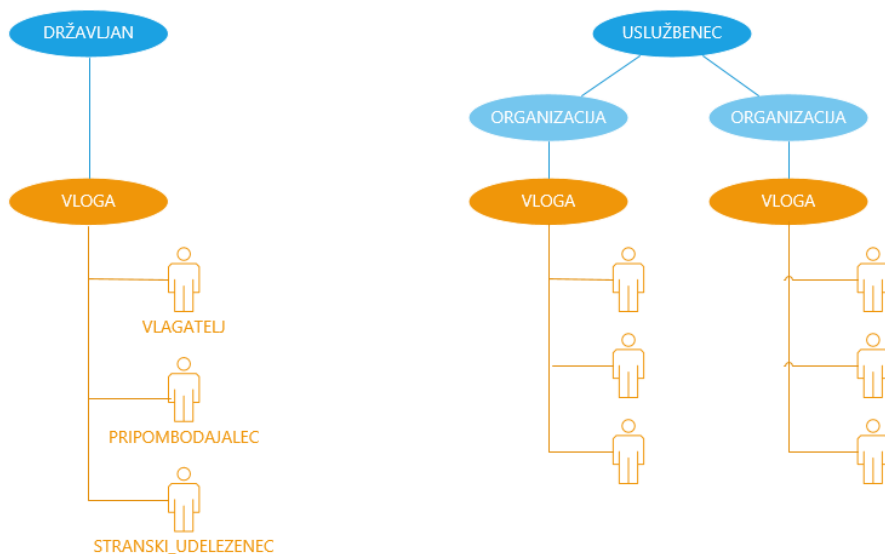 DRŽAVLJAN
USLUŽBENEC
ORGANIZACIJA
ORGANIZACIJA
VLOGA
VLOGA
VLOGA
VLAGATELJ
PRIPOMBODAJALEC
STRANSKI_UDELEZENEC